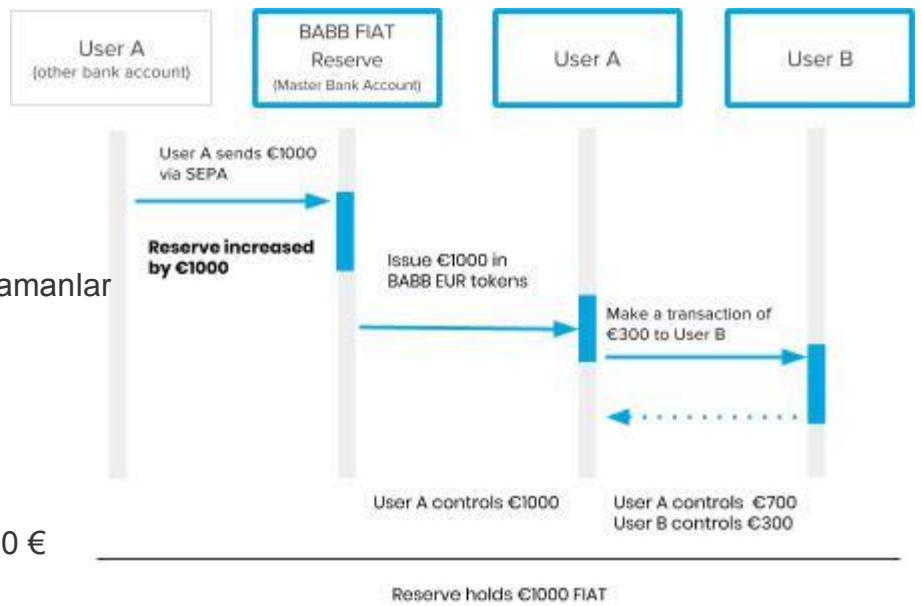 User A
(other bank account)
BABB FIAT
Reserve
(Master Bank Account)
User A
User B
User A sends €1000
via SEPA
Reserve increased
by €1000
Issue €1000 in
BABB EUR tokens
amanlar
Make a transaction of
€300 to User B
User A controls €1000
User A controls €700
User B controls €300
0 €
Reserve holds €1000 FIAT